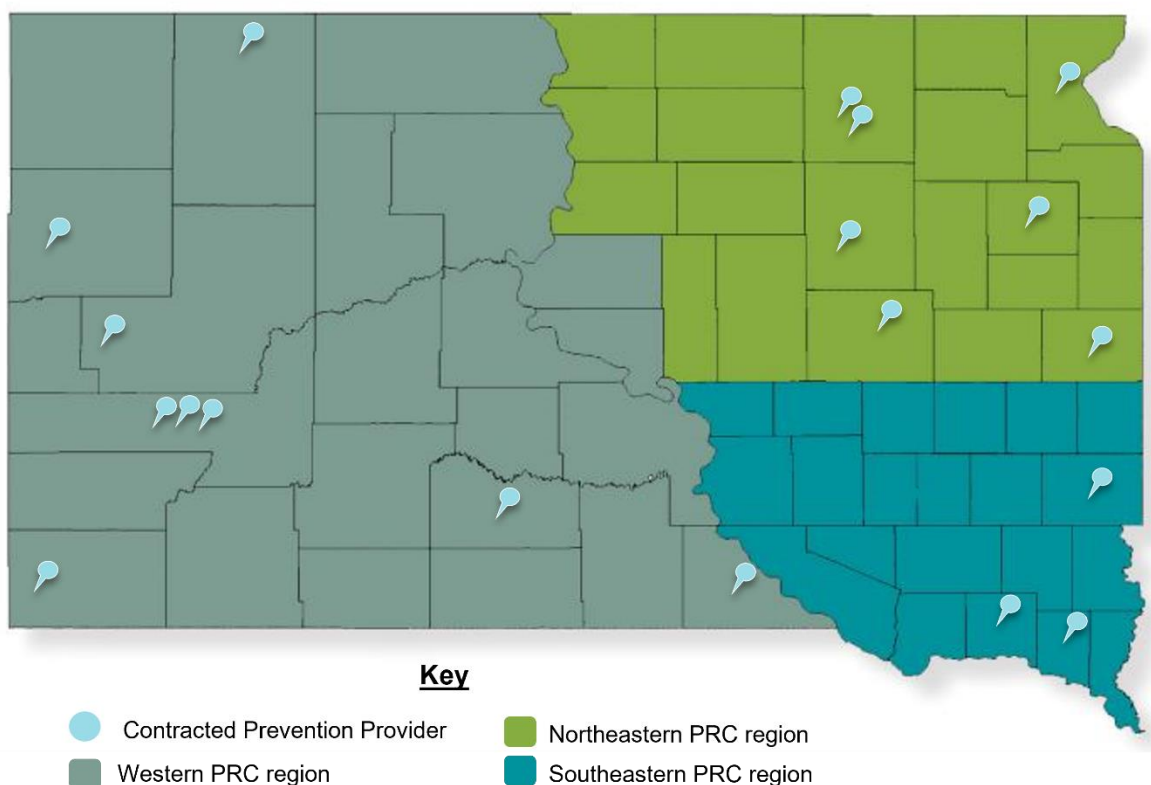 Key
Contracted Prevention Provider
Northeastern PRC region
Western PRC region
Southeastern PRC region